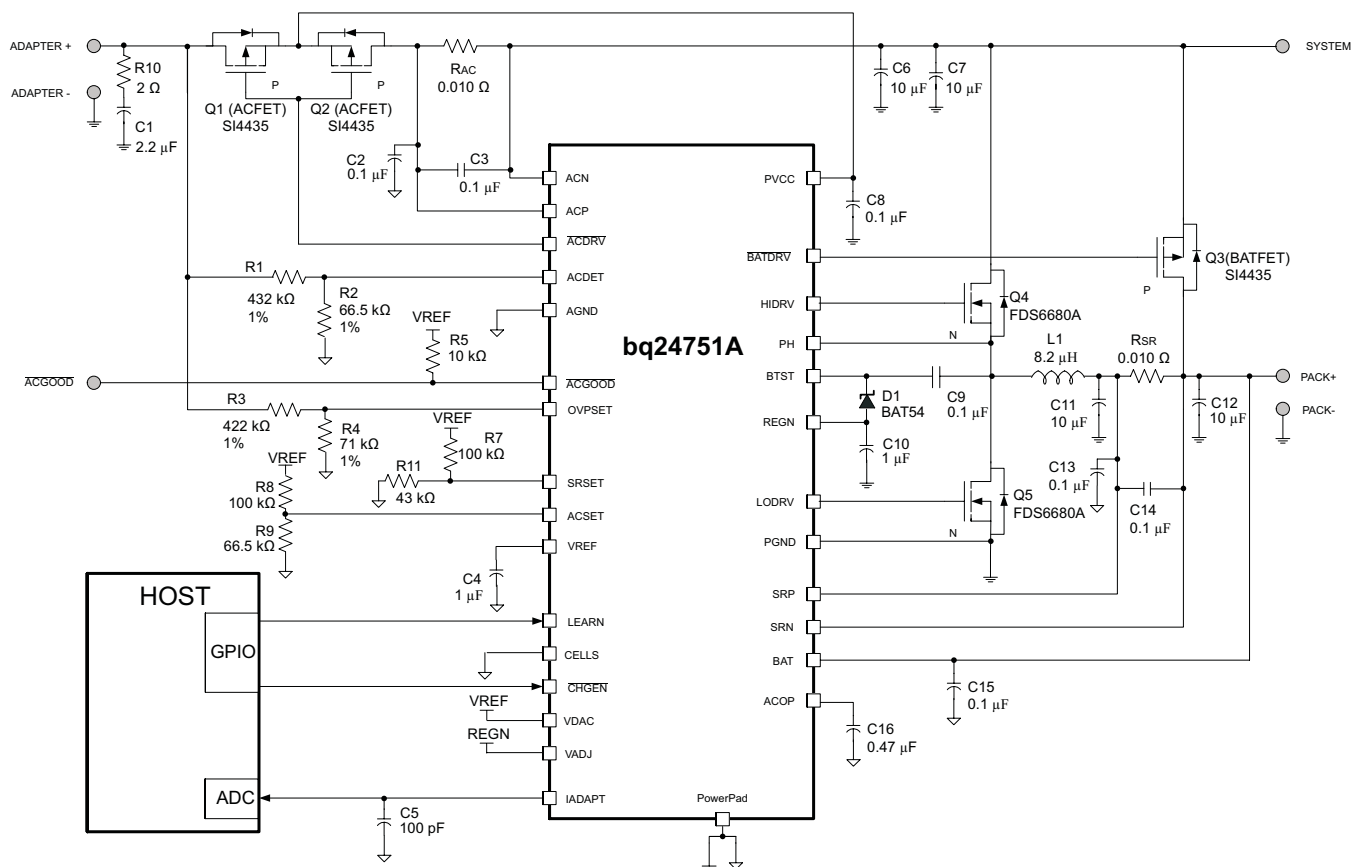 ADAPTER +
R10
2 Ω
P
P
RAC
0.010 Ω
C6
10 μF
C7
10 μF
SYSTEM
ADAPTER -
C1
2.2 μF
Q1 (ACFET)
SI4435
Q2 (ACFET)
SI4435
C2
0.1 μF
C3
0.1 μF
ACN
ACP
ACDRV
ACDET
AGND
ACGOOD
OVPSET
SRSET
ACSET
VREF
LEARN
CELLS
CHGEN
VDAC
VADJ
IADAPT
bq24751A
PVCC
BATDRV
HIDRV
PH
BTST
REGN
LODRV
PGND
SRP
SRN
BAT
ACOP
PowerPad
R1
432 kΩ
1%
R2
66.5 kΩ
1%
VREF
R5
10 kΩ
ACGOOD
R3
422 kΩ
1%
R4
71 kΩ
1%
VREF
R7
100 kΩ
R11
43 kΩ
VREF
R8
100 kΩ
R9
66.5 kΩ
C4
1 μF
HOST
GPIO
ADC
VREF
REGN
C5
100 pF
C8
0.1 μF
Q3(BATFET)
SI4435
P
Q4
FDS6680A
N
L1
8.2 μH
RSR
0.010 Ω
PACK+
PACK-
D1
BAT54
C9
0.1 μF
C10
1 μF
C11
10 μF
C12
10 μF
C13
0.1 μF
C14
0.1 μF
Q5
FDS6680A
N
C15
0.1 μF
C16
0.47 μF